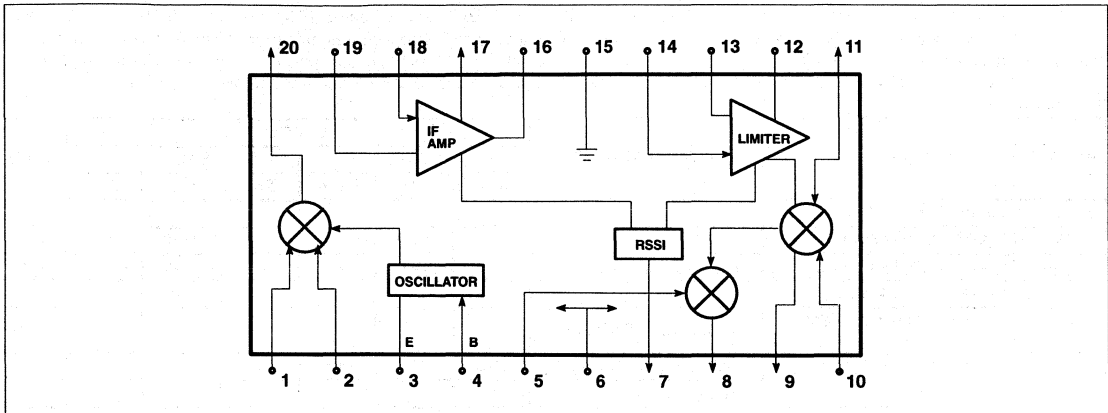 20 19 18 17 16 15 14 13 12 11
IF
AMP
LIMITER
RSSI
OSCILLATOR
E B
1 2 3 4 5 6 7 8 9 10